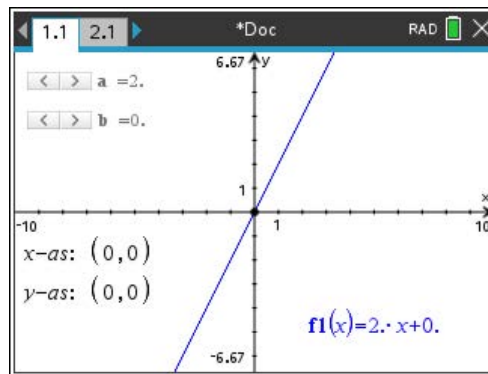 1.1 2.1 *Doc RAD
6.67 y
a =2.
b =0.
1
x
-10 1 10
x-as: (0,0)
y-as: (0,0)
f1(x)=2.·x+0.
-6.67